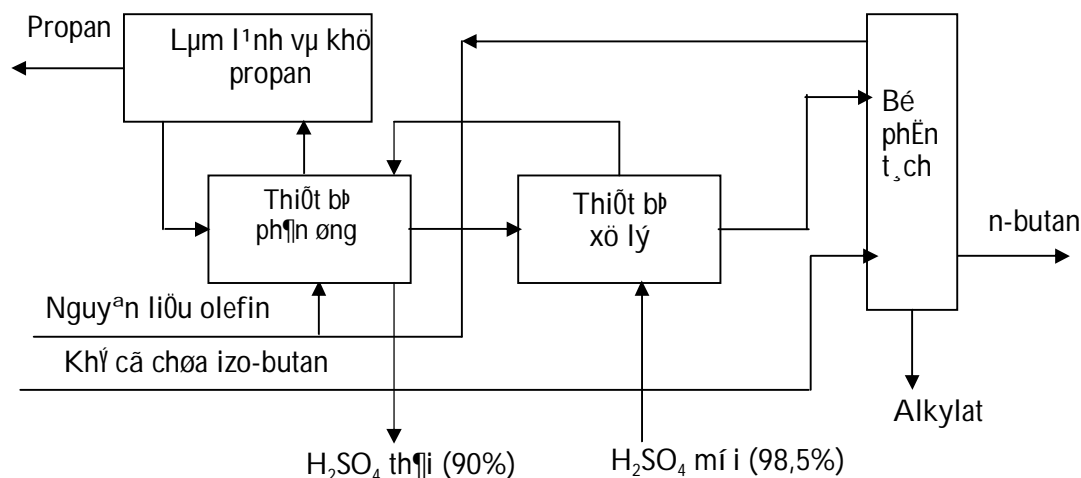 Propan
Lµm l¹nh vµ khö
propan
Bé
phËn
t¸ch
ThiÕt bÞ
ph¶n øng
ThiÕt bÞ
xö lý
n-butan
Nguyªn liÖu olefin
KhÝ cã chøa izo-butan
Alkylat
H₂SO₄ th¶i (90%)
H₂SO₄ míi (98,5%)